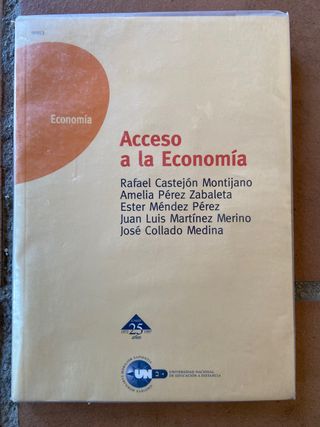 Economía
Acceso
a la Economía
Rafael Castejón Montijano
Amelia Pérez Zabaleta
Ester Méndez Pérez
Juan Luis Martínez Merino
José Collado Medina
25
años
UNED
UNIVERSIDAD NACIONAL
DE EDUCACIÓN A DISTANCIA